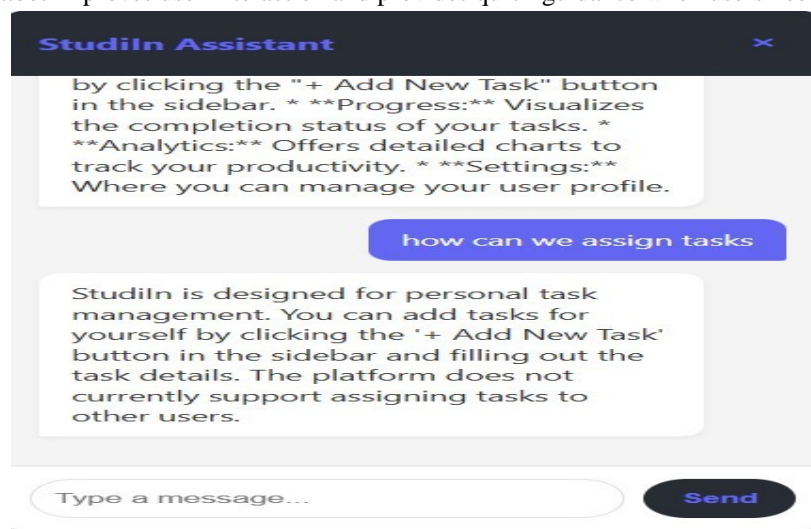 StudiIn Assistant ×
by clicking the "+ Add New Task" button
in the sidebar. * **Progress:** Visualizes
the completion status of your tasks. *
**Analytics:** Offers detailed charts to
track your productivity. * **Settings:**
Where you can manage your user profile.
how can we assign tasks
StudiIn is designed for personal task
management. You can add tasks for
yourself by clicking the '+ Add New Task'
button in the sidebar and filling out the
task details. The platform does not
currently support assigning tasks to
other users.
Type a message...
Send